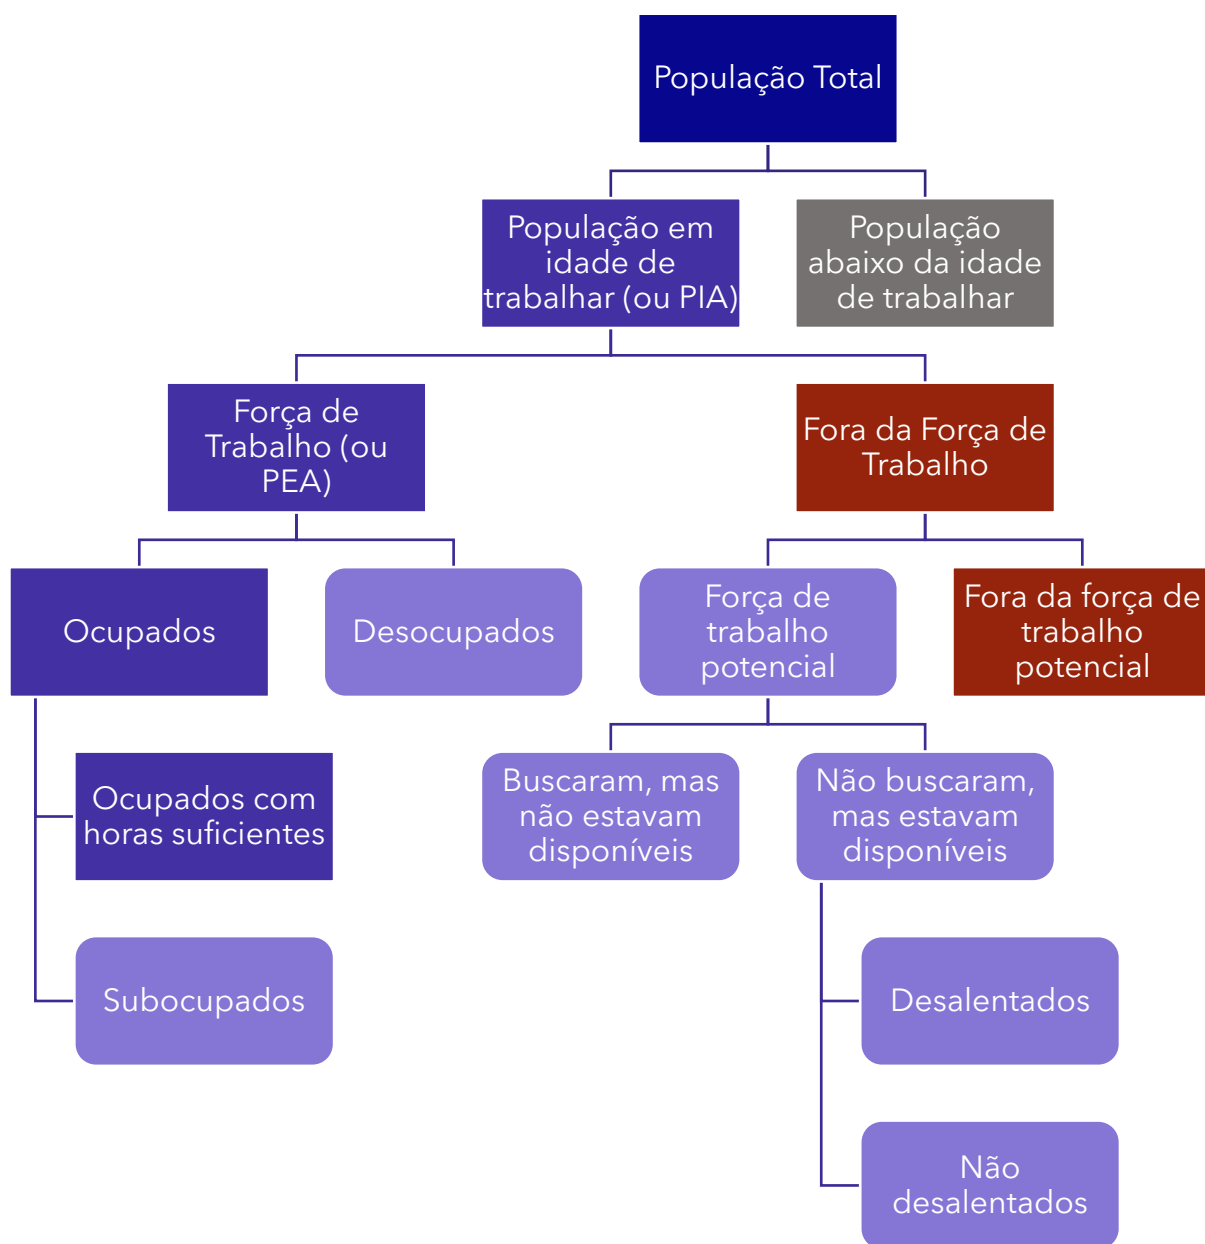 População Total
População em
idade de
trabalhar (ou PIA)
População
abaixo da idade
de trabalhar
Força de
Trabalho (ou
PEA)
Fora da Força de
Trabalho
Ocupados
Desocupados
Força de
trabalho
potencial
Fora da força de
trabalho
potencial
Ocupados com
horas suficientes
Buscaram, mas
não estavam
disponíveis
Não buscaram,
mas estavam
disponíveis
Subocupados
Desalentados
Não
desalentados